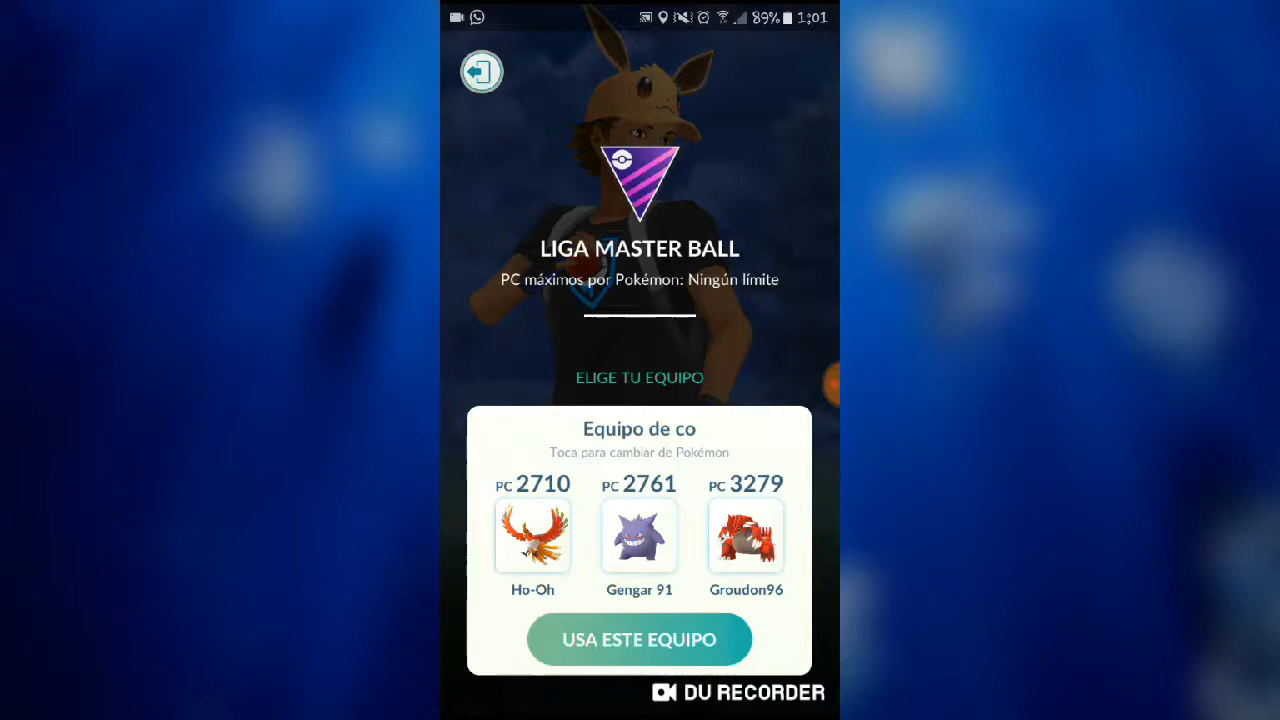 89% 1:01
LIGA MASTER BALL
PC máximos por Pokémon: Ningún límite
ELIGE TU EQUIPO
Equipo de co
Toca para cambiar de Pokémon
PC 2710 PC 2761 PC 3279
Ho-Oh Gengar 91 Groudon96
USA ESTE EQUIPO
DU RECORDER